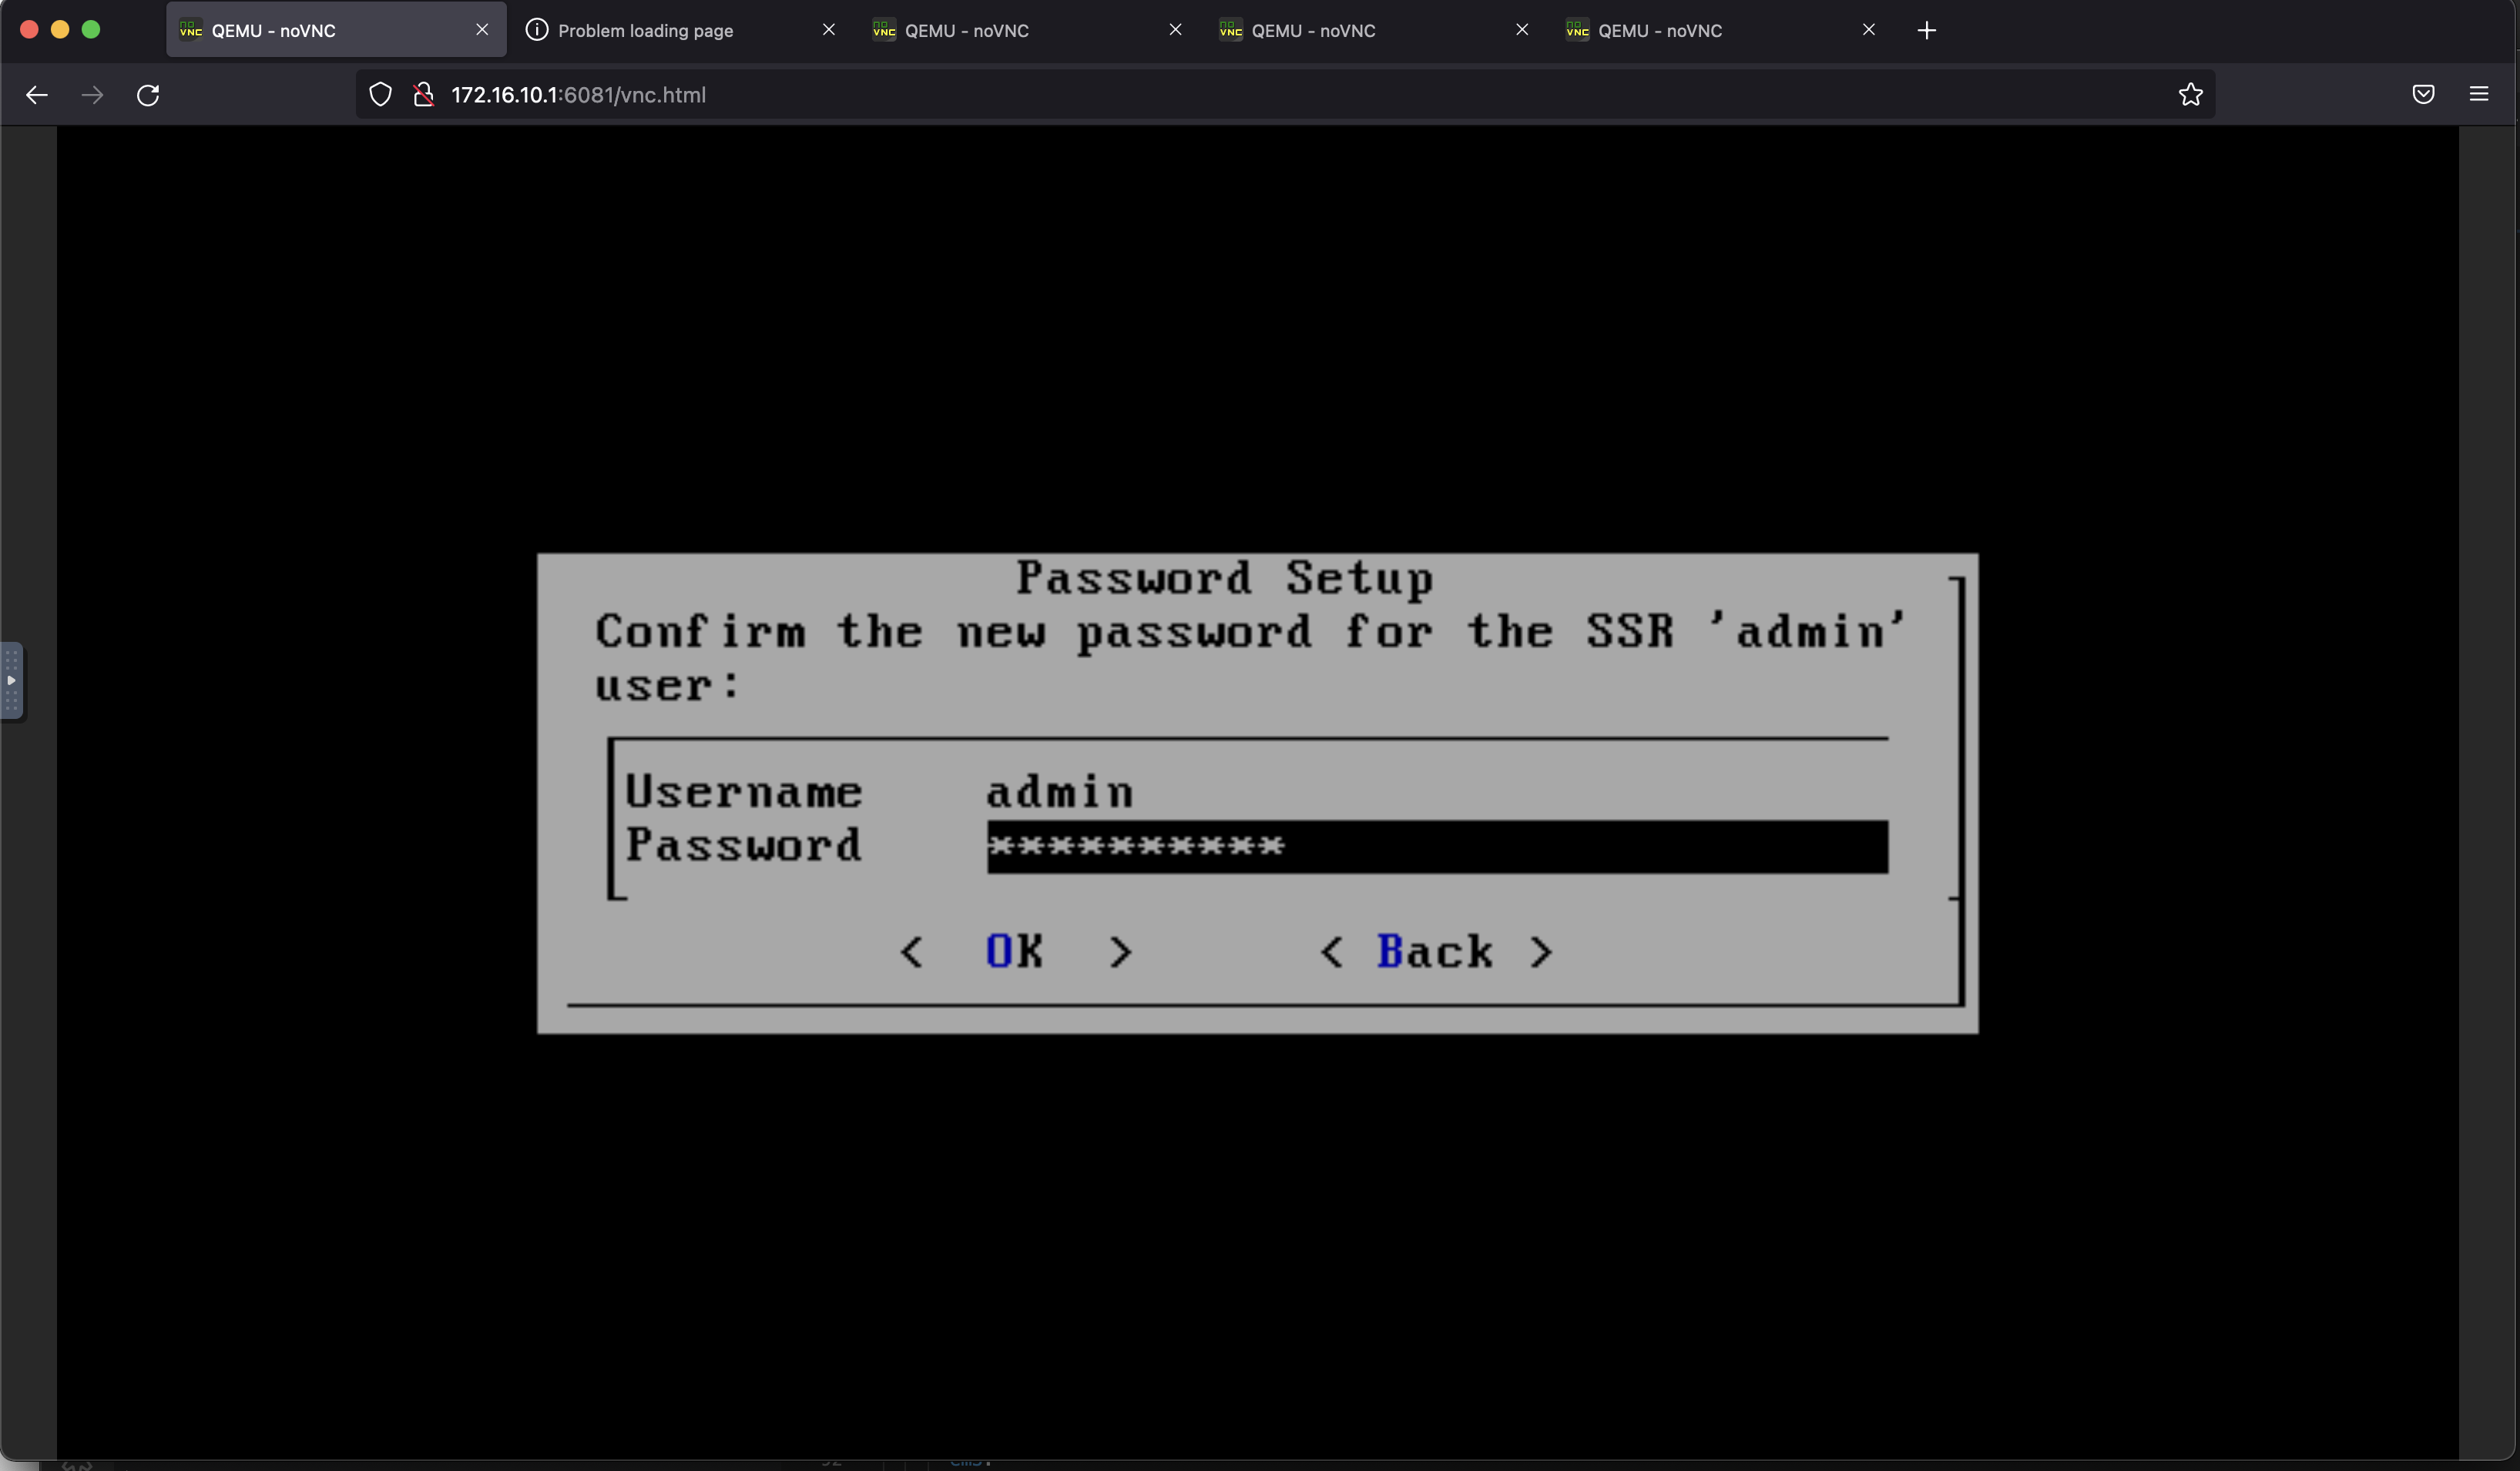 QEMU - noVNC
Problem loading page
QEMU - noVNC
QEMU - noVNC
QEMU - noVNC
172.16.10.1:6081/vnc.html
Password Setup
Confirm the new password for the SSR 'admin'
user:
Username admin
Password **********
< OK > < Back >